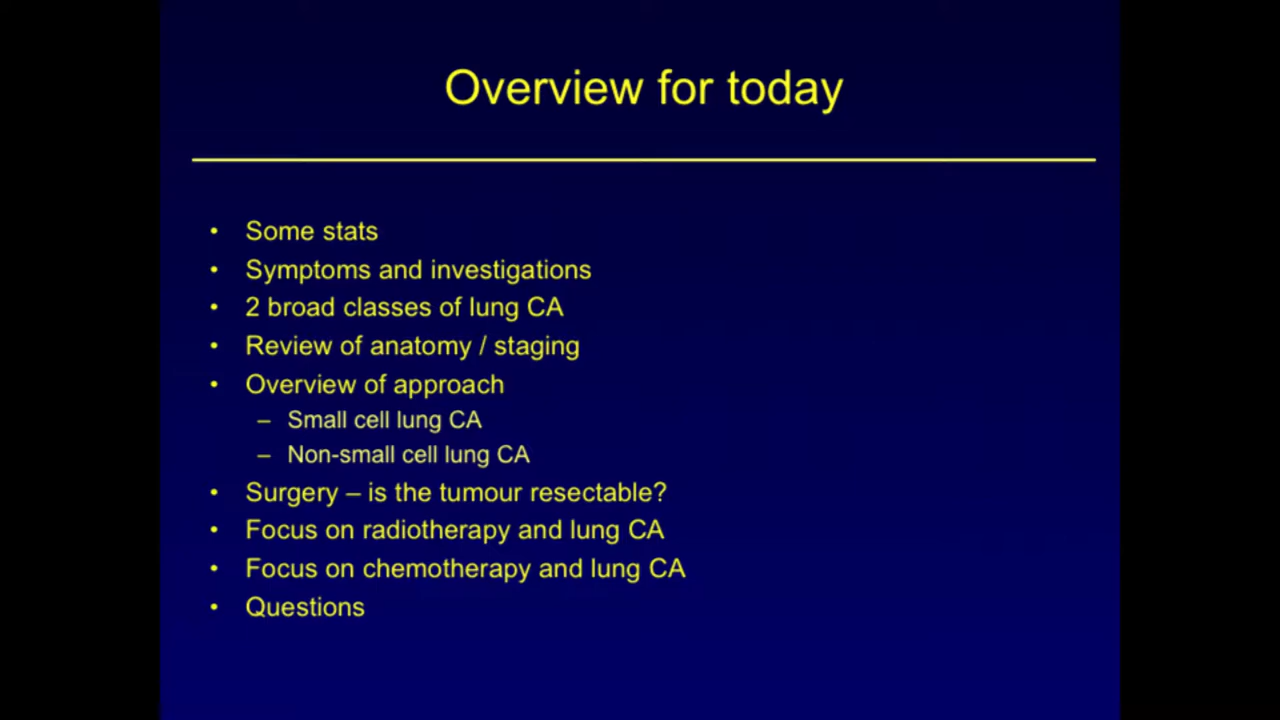 Overview for today
• Some stats
• Symptoms and investigations
• 2 broad classes of lung CA
• Review of anatomy / staging
• Overview of approach
– Small cell lung CA
– Non-small cell lung CA
• Surgery – is the tumour resectable?
• Focus on radiotherapy and lung CA
• Focus on chemotherapy and lung CA
• Questions